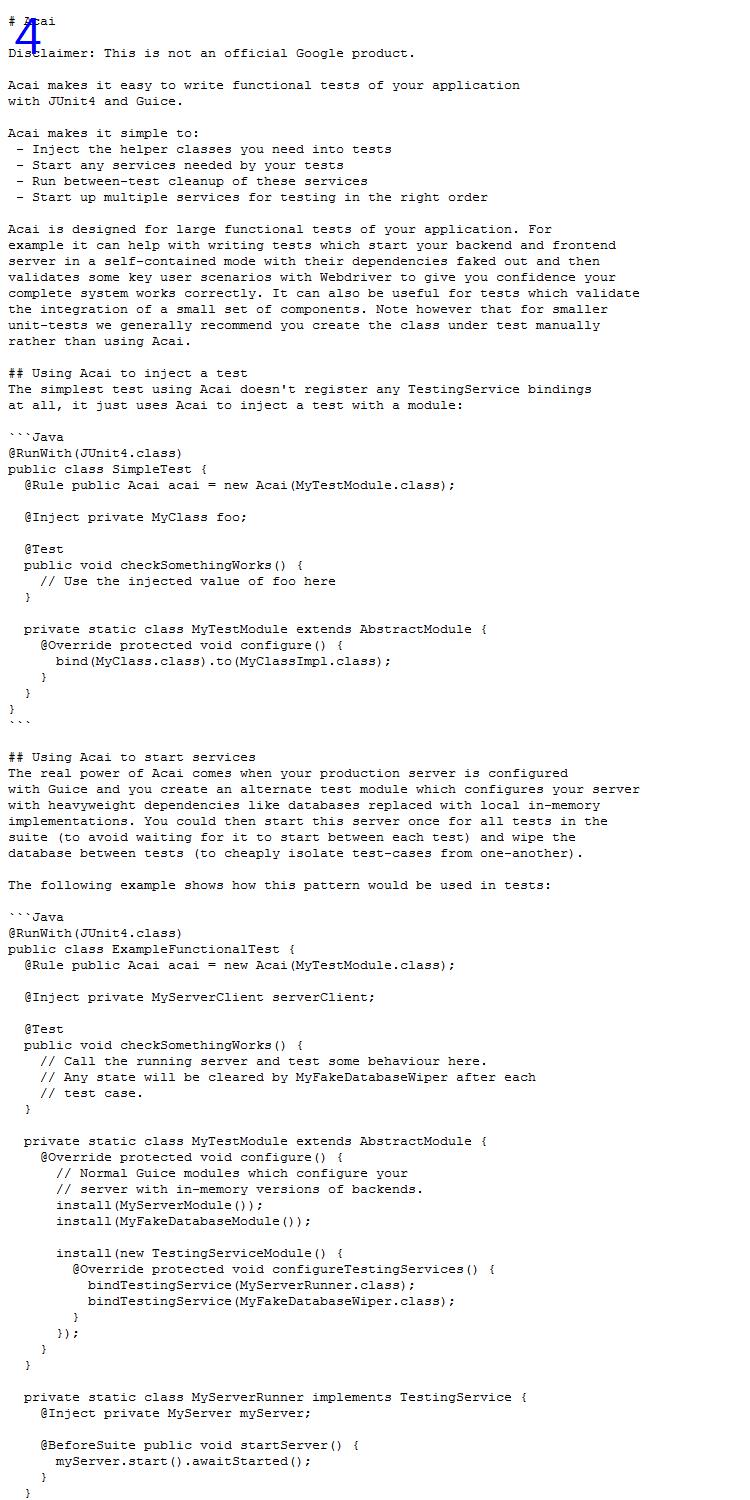 # Acai
4
Disclaimer: This is not an official Google product.

Acai makes it easy to write functional tests of your application
with JUnit4 and Guice.

Acai makes it simple to:
 - Inject the helper classes you need into tests
 - Start any services needed by your tests
 - Run between-test cleanup of these services
 - Start up multiple services for testing in the right order

Acai is designed for large functional tests of your application. For
example it can help with writing tests which start your backend and frontend
server in a self-contained mode with their dependencies faked out and then
validates some key user scenarios with Webdriver to give you confidence your
complete system works correctly. It can also be useful for tests which validate
the integration of a small set of components. Note however that for smaller
unit-tests we generally recommend you create the class under test manually
rather than using Acai.

## Using Acai to inject a test
The simplest test using Acai doesn't register any TestingService bindings
at all, it just uses Acai to inject a test with a module:

```Java
@RunWith(JUnit4.class)
public class SimpleTest {
  @Rule public Acai acai = new Acai(MyTestModule.class);

  @Inject private MyClass foo;

  @Test
  public void checkSomethingWorks() {
    // Use the injected value of foo here
  }

  private static class MyTestModule extends AbstractModule {
    @Override protected void configure() {
      bind(MyClass.class).to(MyClassImpl.class);
    }
  }
}
```

## Using Acai to start services
The real power of Acai comes when your production server is configured
with Guice and you create an alternate test module which configures your server
with heavyweight dependencies like databases replaced with local in-memory
implementations. You could then start this server once for all tests in the
suite (to avoid waiting for it to start between each test) and wipe the
database between tests (to cheaply isolate test-cases from one-another).

The following example shows how this pattern would be used in tests:

```Java
@RunWith(JUnit4.class)
public class ExampleFunctionalTest {
  @Rule public Acai acai = new Acai(MyTestModule.class);

  @Inject private MyServerClient serverClient;

  @Test
  public void checkSomethingWorks() {
    // Call the running server and test some behaviour here.
    // Any state will be cleared by MyFakeDatabaseWiper after each
    // test case.
  }

  private static class MyTestModule extends AbstractModule {
    @Override protected void configure() {
      // Normal Guice modules which configure your
      // server with in-memory versions of backends.
      install(MyServerModule());
      install(MyFakeDatabaseModule());

      install(new TestingServiceModule() {
        @Override protected void configureTestingServices() {
          bindTestingService(MyServerRunner.class);
          bindTestingService(MyFakeDatabaseWiper.class);
        }
      });
    }
  }

  private static class MyServerRunner implements TestingService {
    @Inject private MyServer myServer;

    @BeforeSuite public void startServer() {
      myServer.start().awaitStarted();
    }
  }